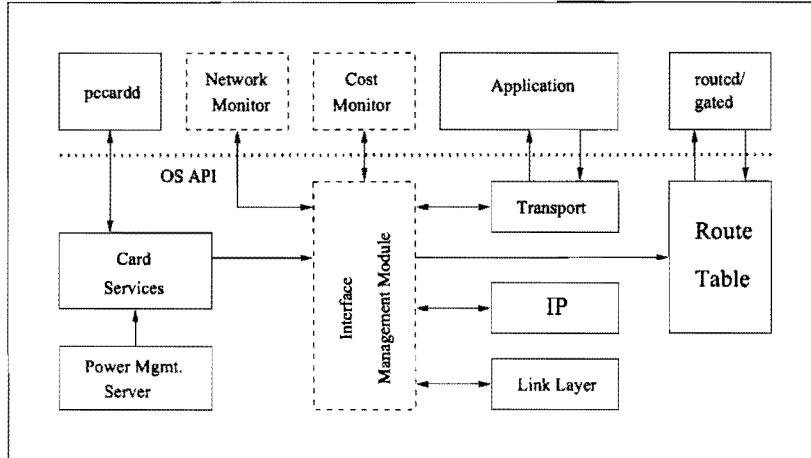 pccardd
Network
Monitor
Cost
Monitor
Application
routed/
gated
OS API
Card
Services
Power Mgmt.
Server
Interface
Management Module
Transport
IP
Link Layer
Route
Table